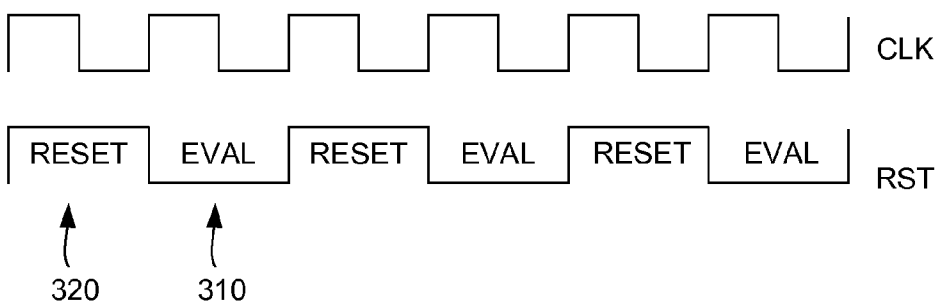 CLK
RESET EVAL RESET EVAL RESET EVAL
RST
320 310